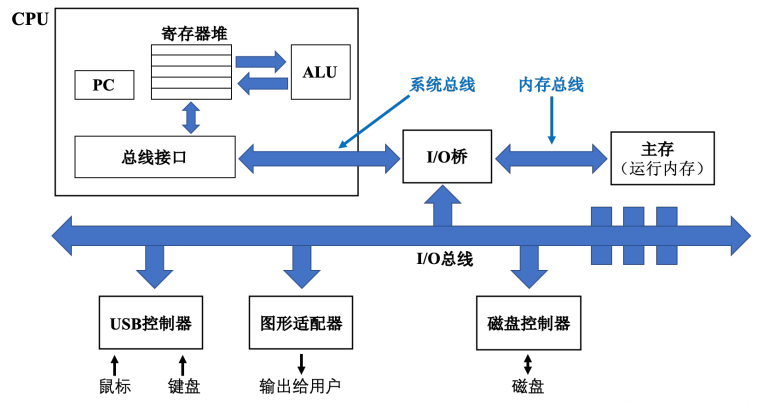 CPU
寄存器堆
PC
ALU
系统总线
内存总线
总线接口
I/O桥
主存
（运行内存）
I/O总线
USB控制器
图形适配器
磁盘控制器
鼠标
键盘
输出给用户
磁盘